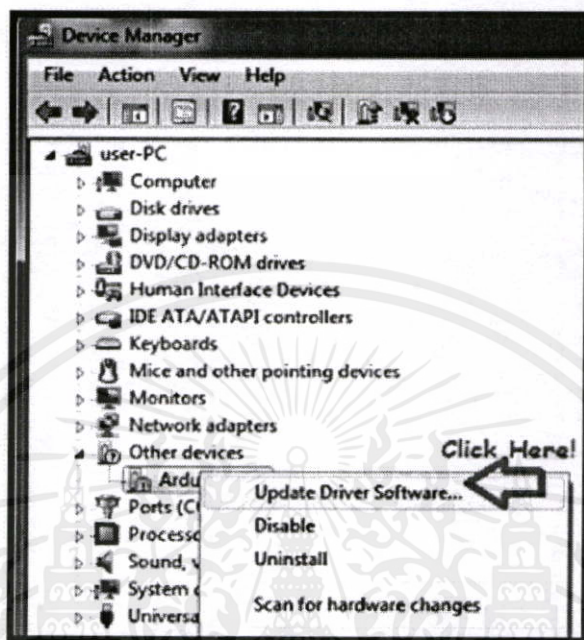 Device Manager
File Action View Help
user-PC
Computer
Disk drives
Display adapters
DVD/CD-ROM drives
Human Interface Devices
IDE ATA/ATAPI controllers
Keyboards
Mice and other pointing devices
Monitors
Network adapters
Other devices
Click Here!
Ardu
Update Driver Software...
Ports (C
Disable
Processo
Sound, v
Uninstall
System d
Scan for hardware changes
Universa